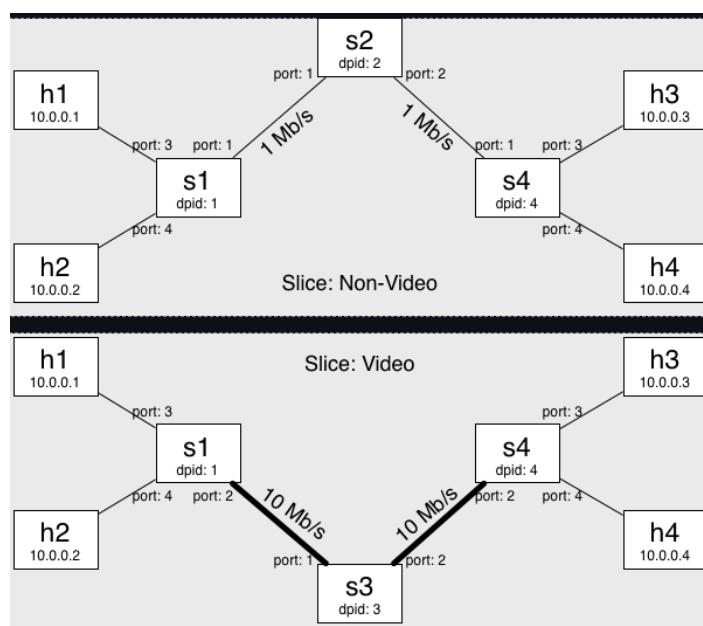 s2
dpid: 2
port: 1
port: 2
h1
10.0.0.1
h3
10.0.0.3
1 Mb/s
1 Mb/s
port: 3
port: 1
port: 1
port: 3
s1
dpid: 1
s4
dpid: 4
port: 4
port: 4
h2
10.0.0.2
h4
10.0.0.4
Slice: Non-Video
Slice: Video
h1
10.0.0.1
h3
10.0.0.3
port: 3
port: 3
s1
dpid: 1
s4
dpid: 4
port: 4
port: 2
port: 2
port: 4
10 Mb/s
10 Mb/s
h2
10.0.0.2
h4
10.0.0.4
port: 1
port: 2
s3
dpid: 3